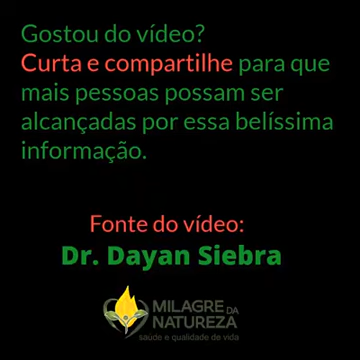 Gostou do vídeo?
Curta e compartilhe para que
mais pessoas possam ser
alcançadas por essa belíssima
informação.
Fonte do vídeo:
Dr. Dayan Siebra
MILAGRE DA
NATUREZA
saúde e qualidade de vida